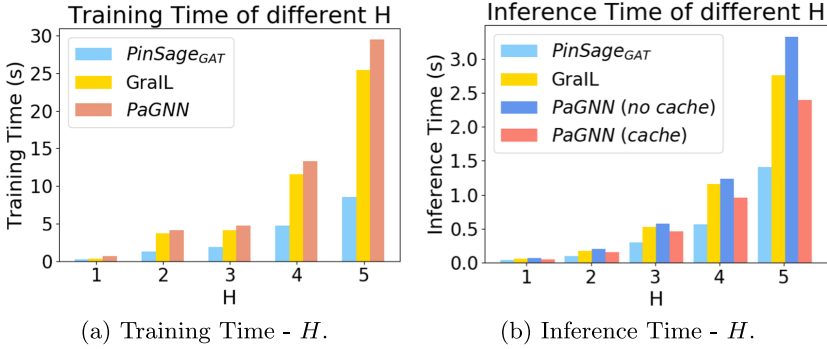 Training Time of different H
Training Time (s)
30
25
20
15
10
5
0
PinSage_GAT
GraIL
PaGNN
1 2 3 4 5
H
(a) Training Time - H.
Inference Time of different H
Inference Time (s)
3.0
2.5
2.0
1.5
1.0
0.5
0.0
PinSage_GAT
GraIL
PaGNN (no cache)
PaGNN (cache)
1 2 3 4 5
H
(b) Inference Time - H.